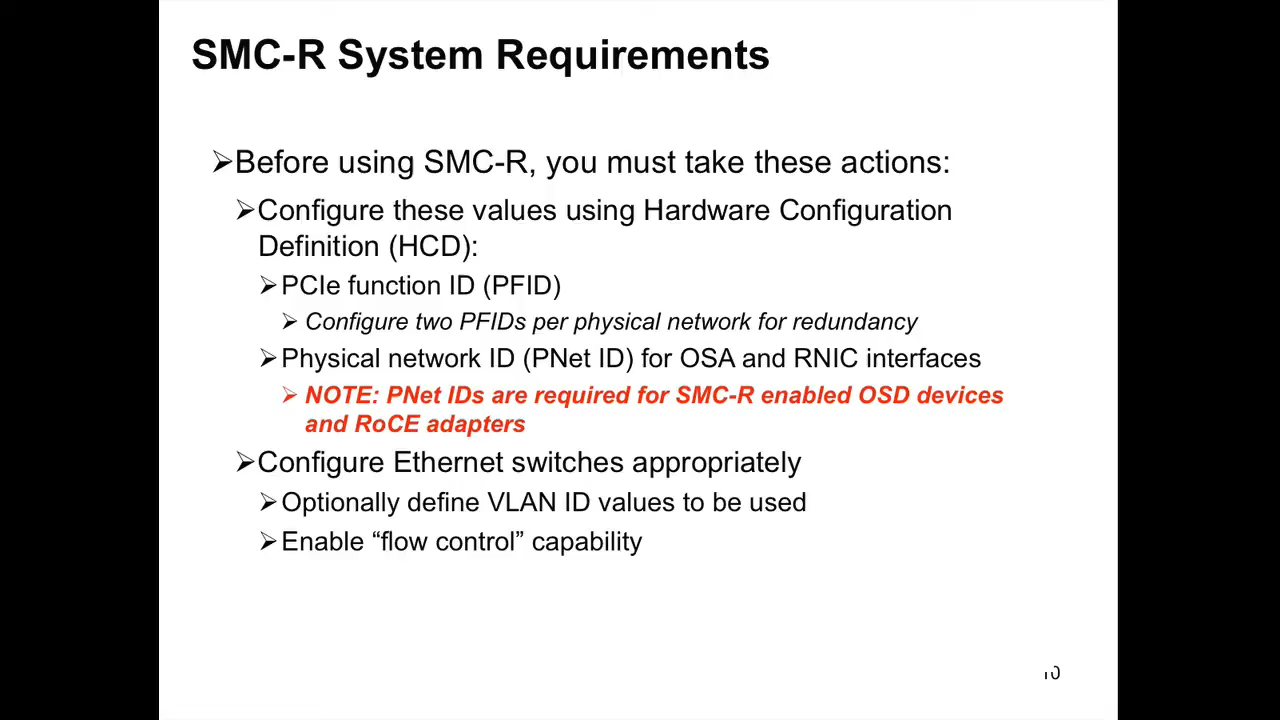 SMC-R System Requirements
➢Before using SMC-R, you must take these actions:
➢Configure these values using Hardware Configuration
Definition (HCD):
➢PCIe function ID (PFID)
➢ Configure two PFIDs per physical network for redundancy
➢Physical network ID (PNet ID) for OSA and RNIC interfaces
➢ NOTE: PNet IDs are required for SMC-R enabled OSD devices
and RoCE adapters
➢Configure Ethernet switches appropriately
➢Optionally define VLAN ID values to be used
➢Enable “flow control” capability
10